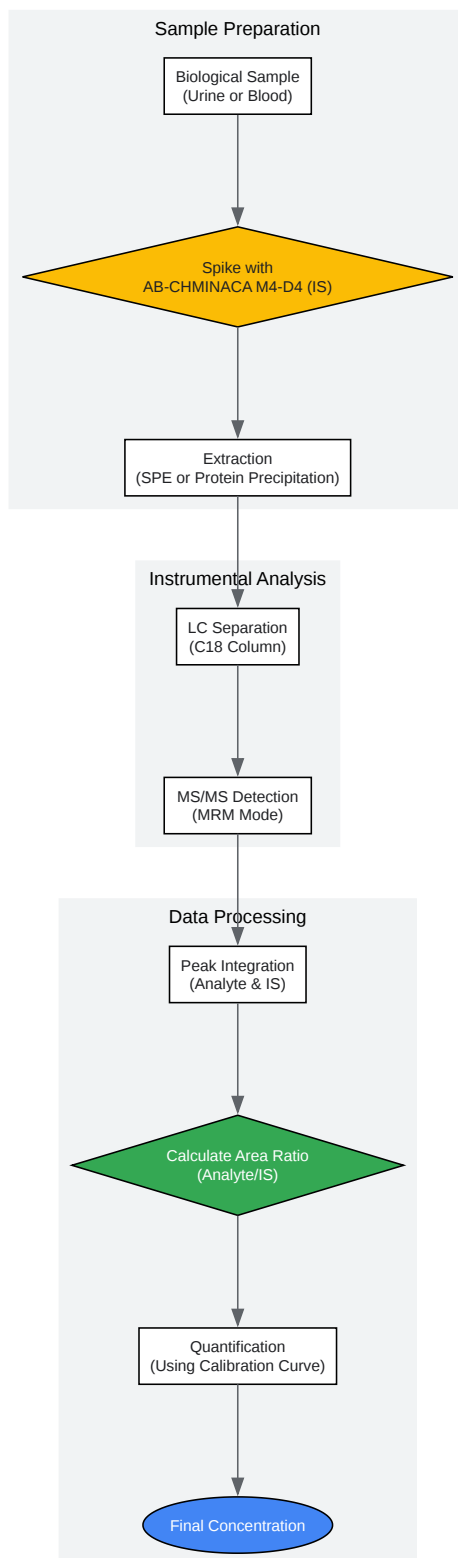 Sample Preparation
Biological Sample
(Urine or Blood)
Spike with
AB-CHMINACA M4-D4 (IS)
Extraction
(SPE or Protein Precipitation)
Instrumental Analysis
LC Separation
(C18 Column)
MS/MS Detection
(MRM Mode)
Data Processing
Peak Integration
(Analyte & IS)
Calculate Area Ratio
(Analyte/IS)
Quantification
(Using Calibration Curve)
Final Concentration